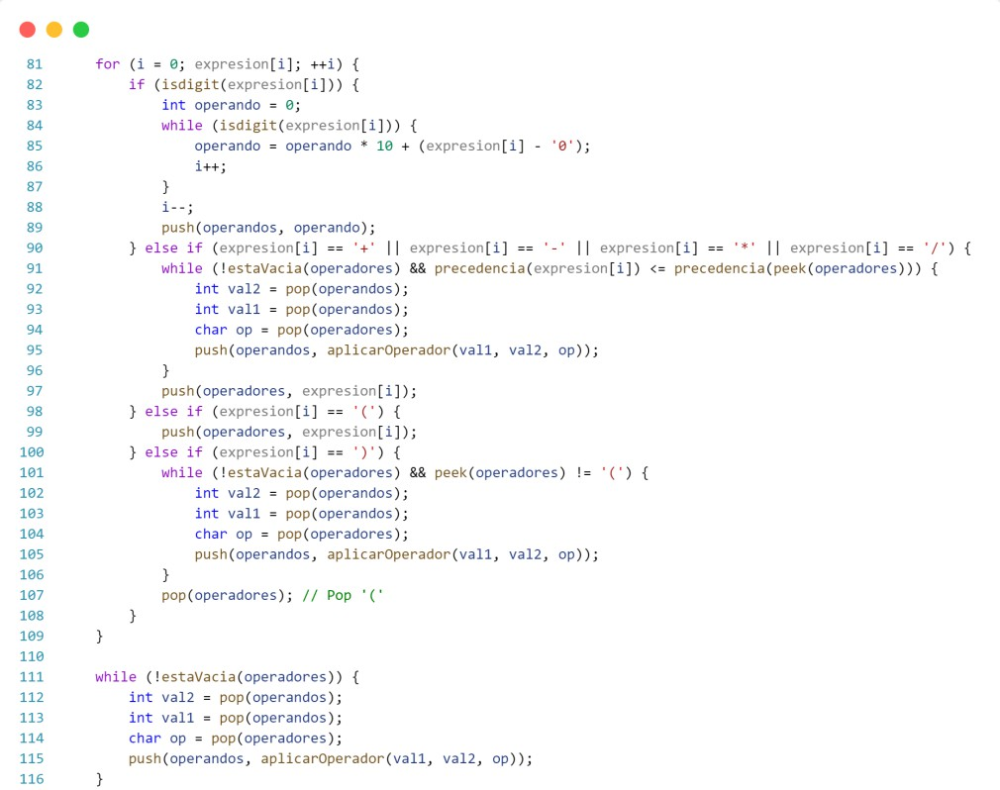 81 for (i = 0; expresion[i]; ++i) {
82 if (isdigit(expresion[i])) {
83 int operando = 0;
84 while (isdigit(expresion[i])) {
85 operando = operando * 10 + (expresion[i] - '0');
86 i++;
87 }
88 i--;
89 push(operandos, operando);
90 } else if (expresion[i] == '+' || expresion[i] == '-' || expresion[i] == '*' || expresion[i] == '/') {
91 while (!estaVacia(operadores) && precedencia(expresion[i]) <= precedencia(peek(operadores))) {
92 int val2 = pop(operandos);
93 int val1 = pop(operandos);
94 char op = pop(operadores);
95 push(operandos, aplicarOperador(val1, val2, op));
96 }
97 push(operadores, expresion[i]);
98 } else if (expresion[i] == '(') {
99 push(operadores, expresion[i]);
100 } else if (expresion[i] == ')') {
101 while (!estaVacia(operadores) && peek(operadores) != '(') {
102 int val2 = pop(operandos);
103 int val1 = pop(operandos);
104 char op = pop(operadores);
105 push(operandos, aplicarOperador(val1, val2, op));
106 }
107 pop(operadores); // Pop '('
108 }
109 }
110
111 while (!estaVacia(operadores)) {
112 int val2 = pop(operandos);
113 int val1 = pop(operandos);
114 char op = pop(operadores);
115 push(operandos, aplicarOperador(val1, val2, op));
116 }